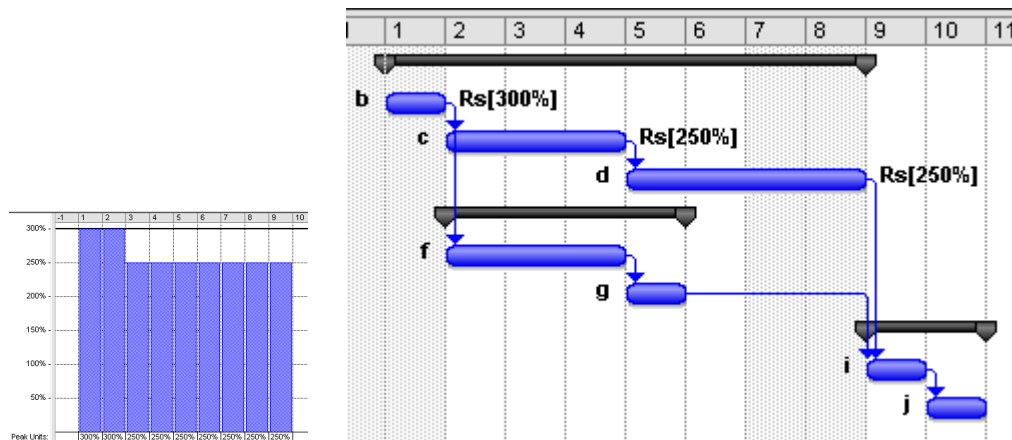 1 2 3 4 5 6 7 8 9 10 11
b Rs[300%]
c Rs[250%]
d Rs[250%]
f
g
i
j
-1 1 2 3 4 5 6 7 8 9 10
300%
250%
200%
150%
100%
50%
Peak Units: 300% 300% 250% 250% 250% 250% 250% 250% 250%